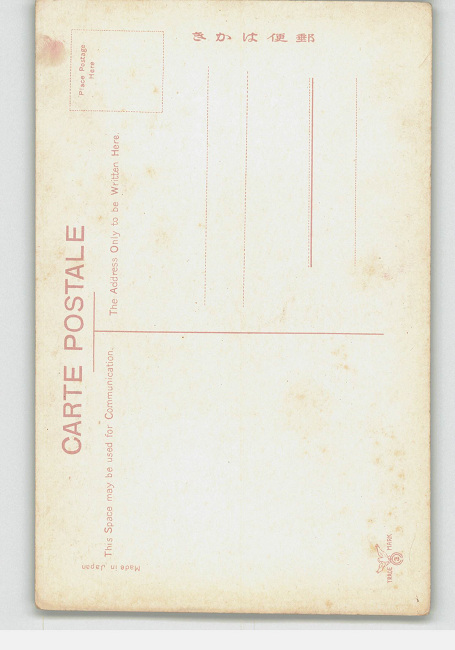 きかは便郵
Place Postage
Here
CARTE POSTALE
The Address Only to be Written Here.
This Space may be used for Communication.
Made in Japan
TRADE MARK